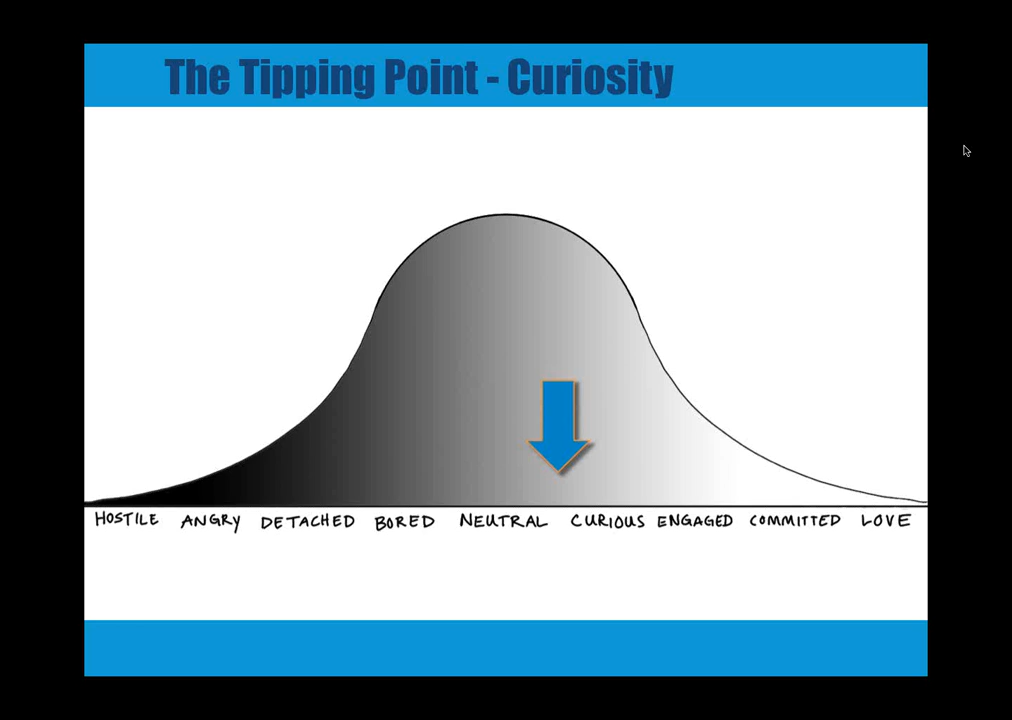 The Tipping Point - Curiosity
HOSTILE ANGRY DETACHED BORED NEUTRAL CURIOUS ENGAGED COMMITTED LOVE